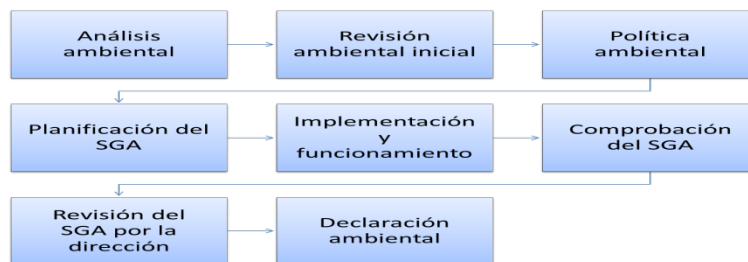 Análisis
ambiental
Revisión
ambiental inicial
Política
ambiental
Planificación del
SGA
Implementación
y
funcionamiento
Comprobación
del SGA
Revisión del
SGA por la
dirección
Declaración
ambiental